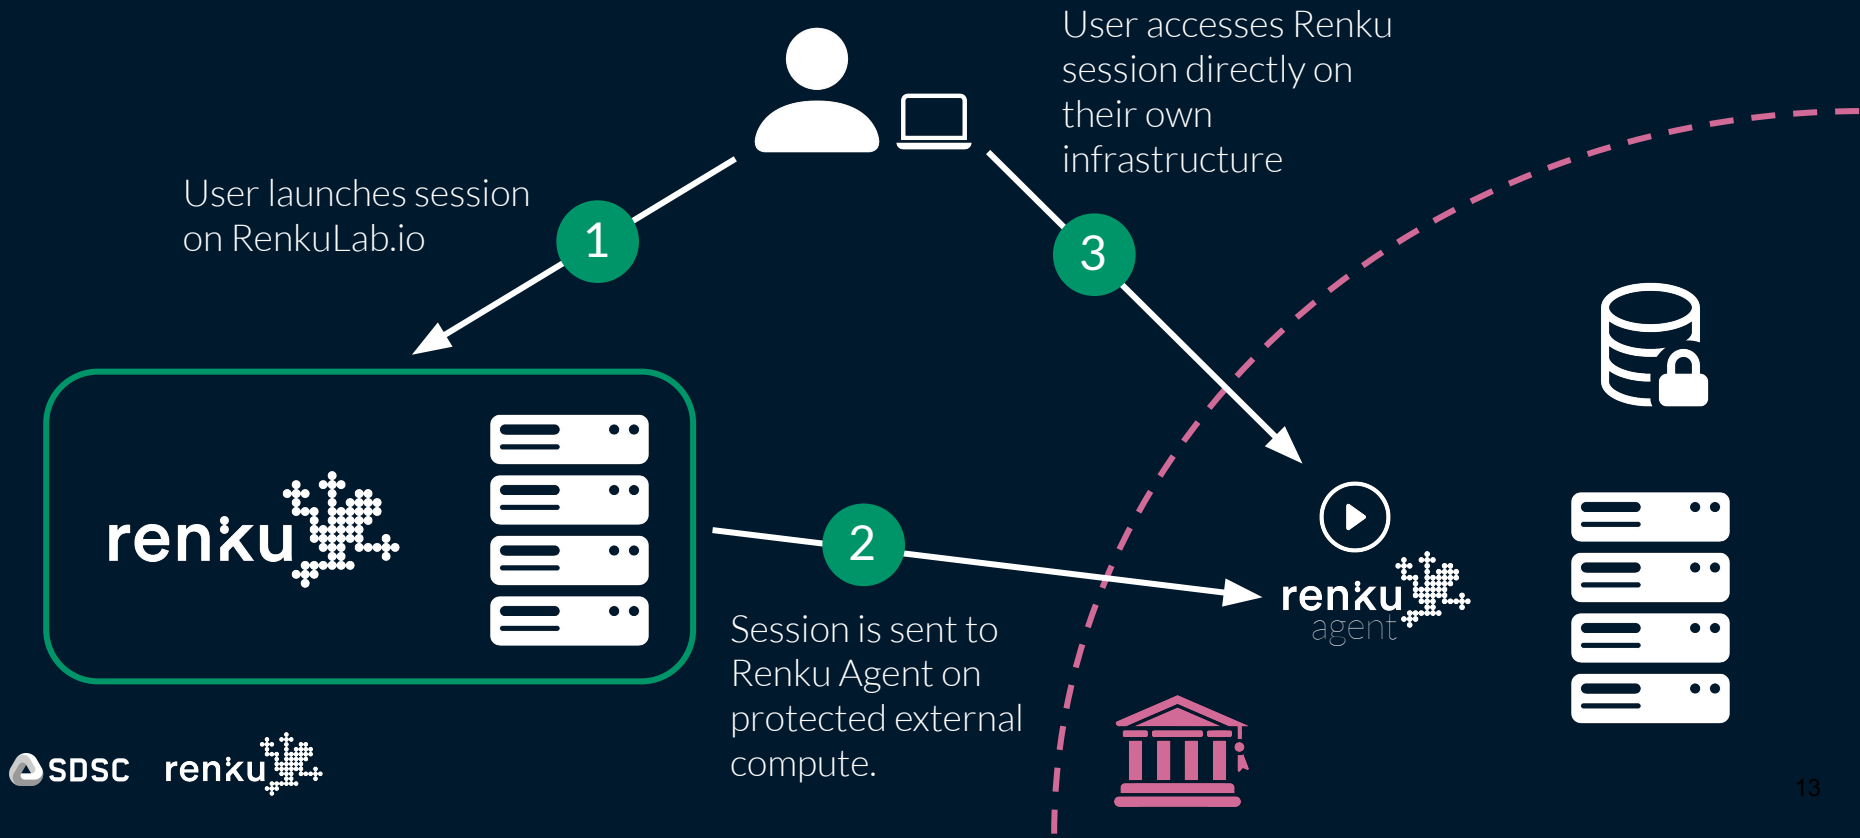 User accesses Renku
session directly on
their own
infrastructure
User launches session
on RenkuLab.io
1
3
renku
2
renku
agent
Session is sent to
Renku Agent on
protected external
compute.
SDSC
renku
13